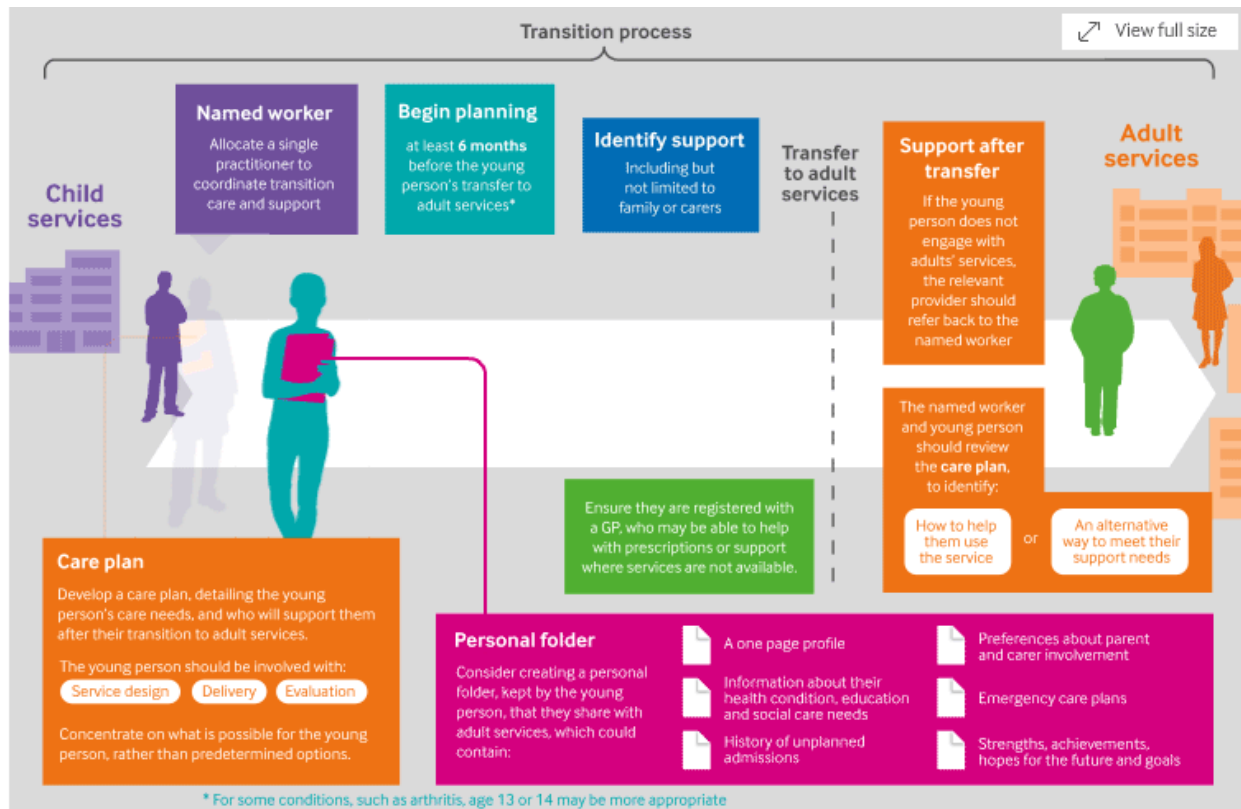 Transition process
View full size
Child
services
Named worker
Allocate a single
practitioner to
coordinate transition
care and support
Begin planning
at least 6 months
before the young
person's transfer to
adult services*
Identify support
Including but
not limited to
family or carers
Transfer
to adult
services
Support after
transfer
If the young
person does not
engage with
adults' services,
the relevant
provider should
refer back to the
named worker
Adult
services
The named worker
and young person
should review
the care plan,
to identify:
How to help
them use
the service
or
An alternative
way to meet their
support needs
Ensure they are registered with
a GP, who may be able to help
with prescriptions or support
where services are not available.
Care plan
Develop a care plan, detailing the young
person's care needs, and who will support them
after their transition to adult services.
The young person should be involved with:
Service design Delivery Evaluation
Concentrate on what is possible for the young
person, rather than predetermined options.
Personal folder
Consider creating a personal
folder, kept by the young
person, that they share with
adult services, which could
contain:
A one page profile
Information about their
health condition, education
and social care needs
History of unplanned
admissions
Preferences about parent
and carer involvement
Emergency care plans
Strengths, achievements,
hopes for the future and goals
* For some conditions, such as arthritis, age 13 or 14 may be more appropriate